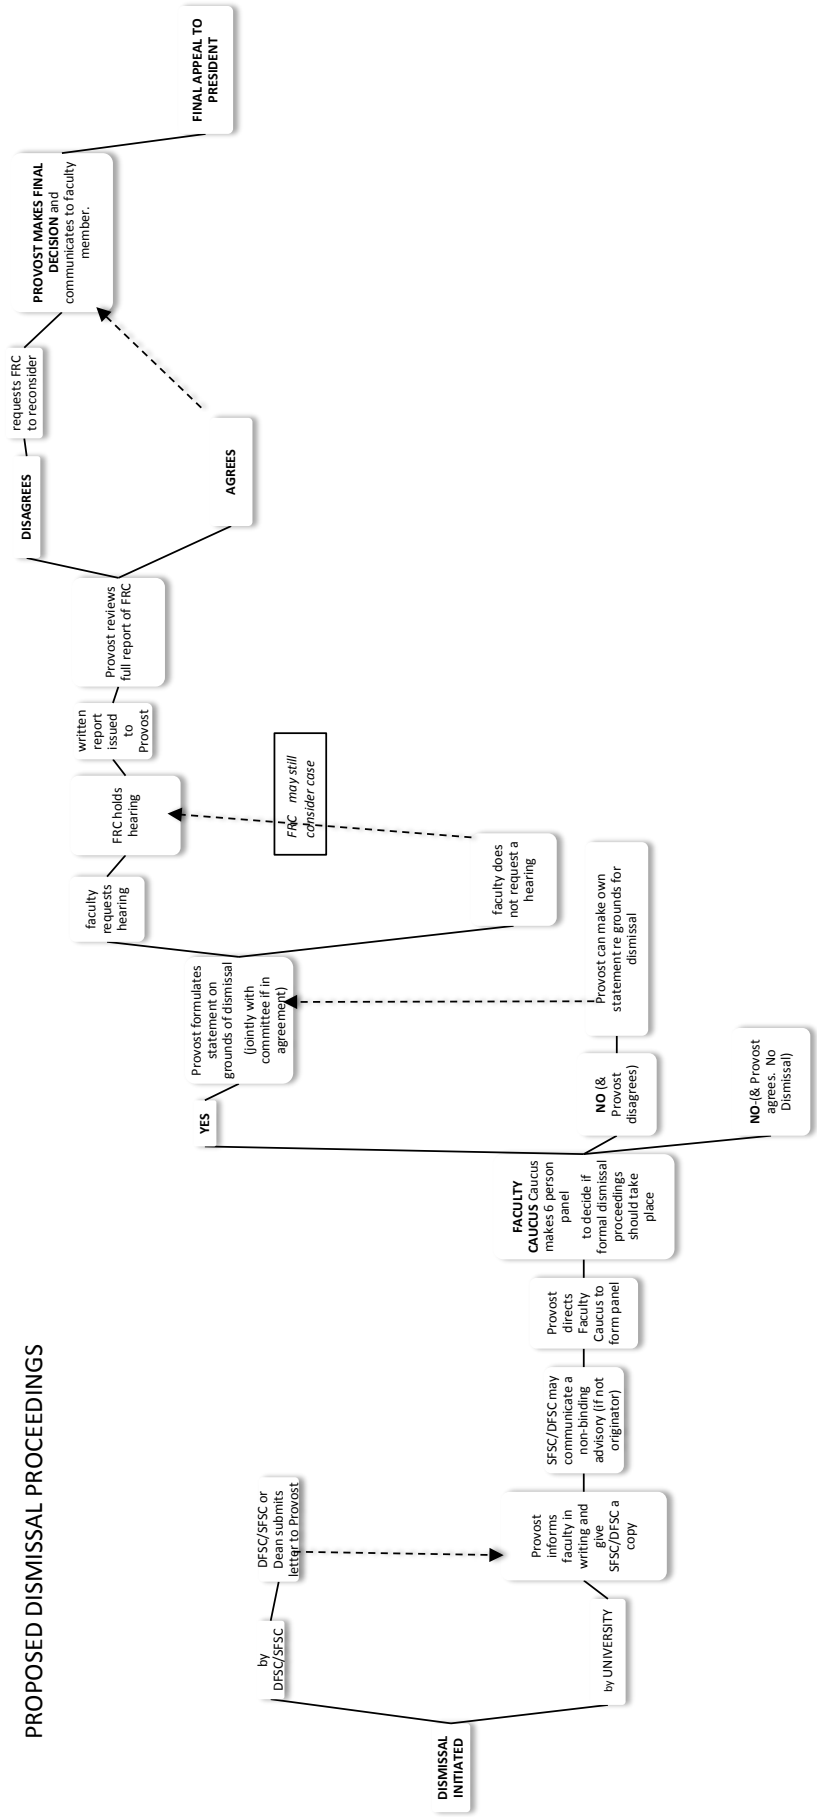 PROPOSED DISMISSAL PROCEEDINGS
DISMISSAL
INITIATED
by
DFSC/SFSC
DFSC/SFSC or
Dean submits
letter to Provost
by UNIVERSITY
Provost
informs
faculty in
writing and
give
SFSC/DFSC a
copy
SFSC/DFSC may
communicate a
non-binding
advisory (if not
originator)
Provost
directs
Faculty
Caucus to
form panel
FACULTY
CAUCUS Caucus
makes 6 person
panel
to decide if
formal dismissal
proceedings
should take
place
YES
Provost formulates
statement on
grounds of dismissal
(jointly with
committee if in
agreement)
NO (&
Provost
disagrees)
Provost can make own
statement re grounds for
dismissal
NO-(& Provost
agrees. No
Dismissal)
faculty
requests
hearing
FRC holds
hearing
written
report
issued
to
Provost
faculty does
not request a
hearing
FRC may still
consider case
Provost reviews
full report of FRC
DISAGREES
requests FRC
to reconsider
AGREES
PROVOST MAKES FINAL
DECISION and
communicates to faculty
member.
FINAL APPEAL TO
PRESIDENT